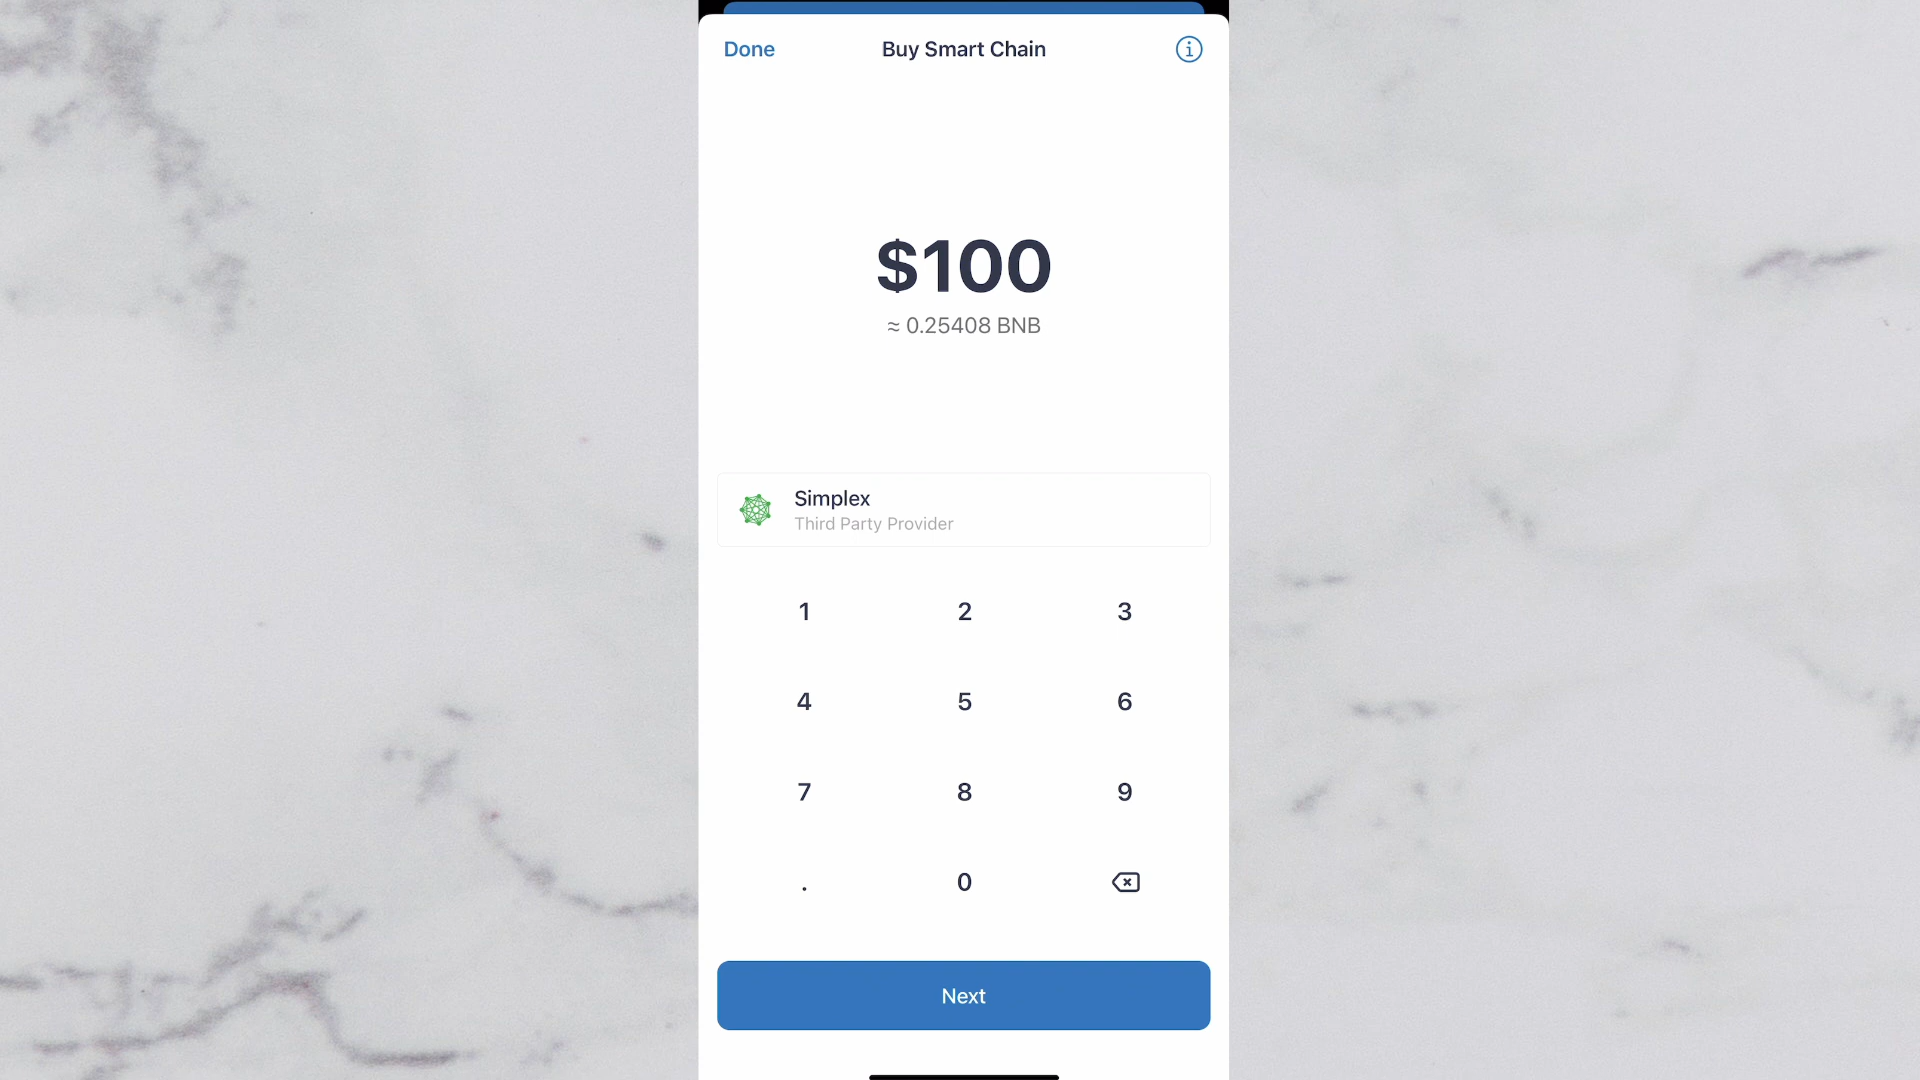 Done Buy Smart Chain
$100
≈ 0.25408 BNB
Simplex
Third Party Provider
1 2 3
4 5 6
7 8 9
. 0
Next